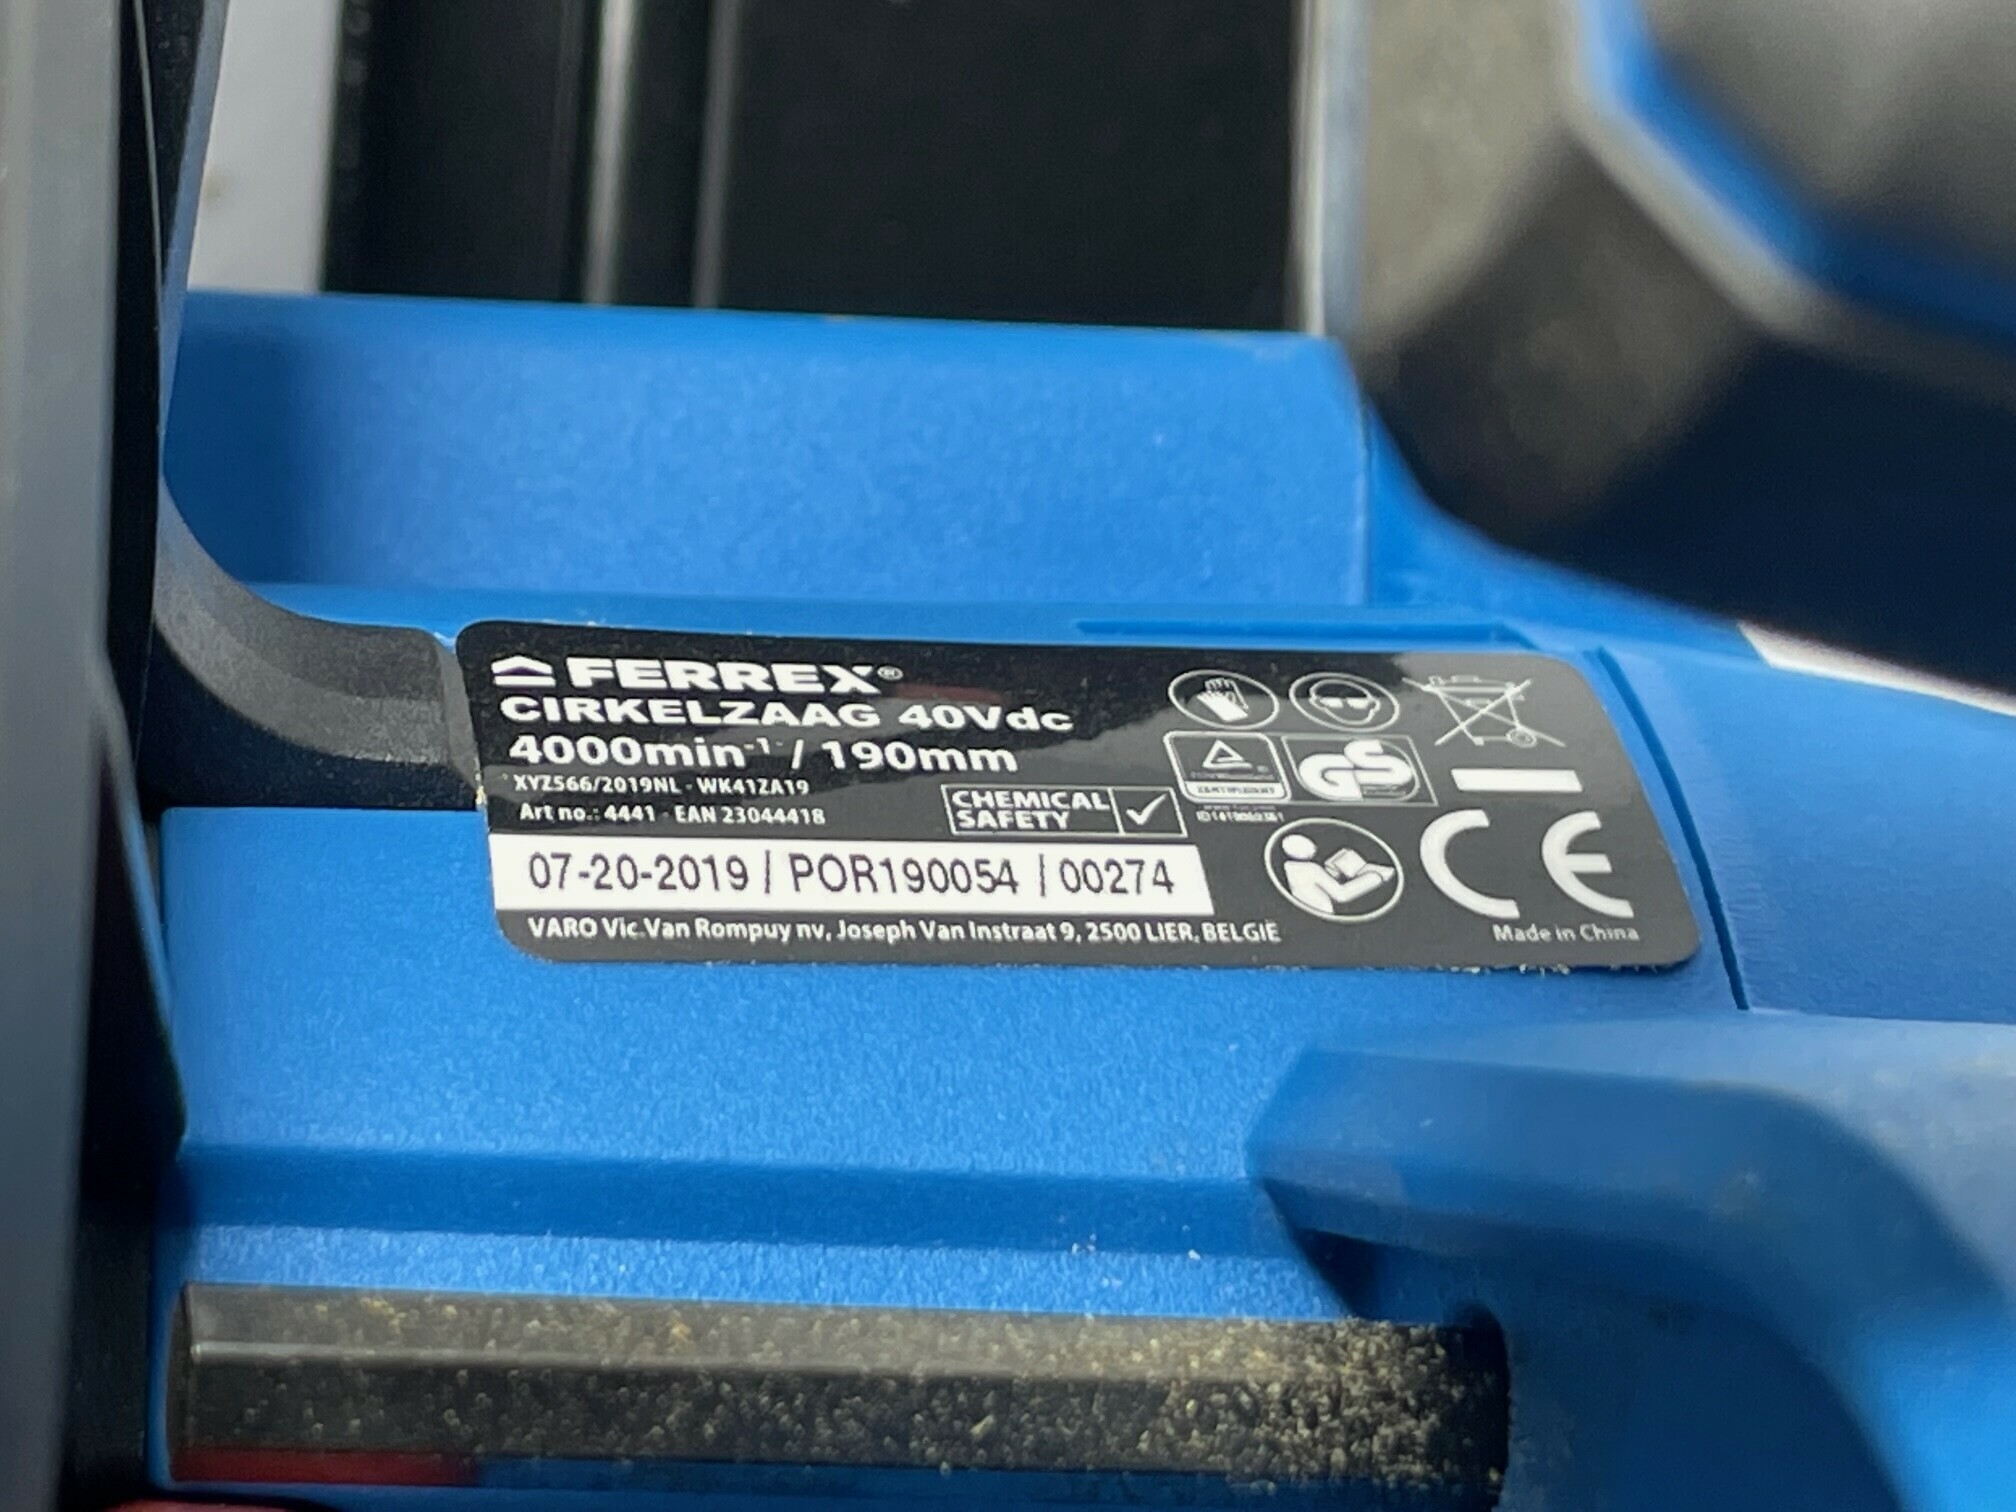 FERREX®
CIRKELZAAG 40Vdc
4000min⁻¹ / 190mm
XYZ566/2019NL - WK41ZA19
Art no.: 4441 - EAN 23044418
CHEMICAL
SAFETY
GS
07-20-2019 / POR190054 / 00274
CE
VARO Vic.Van Rompuy nv, Joseph Van Instraat 9, 2500 LIER, BELGIË
Made in China